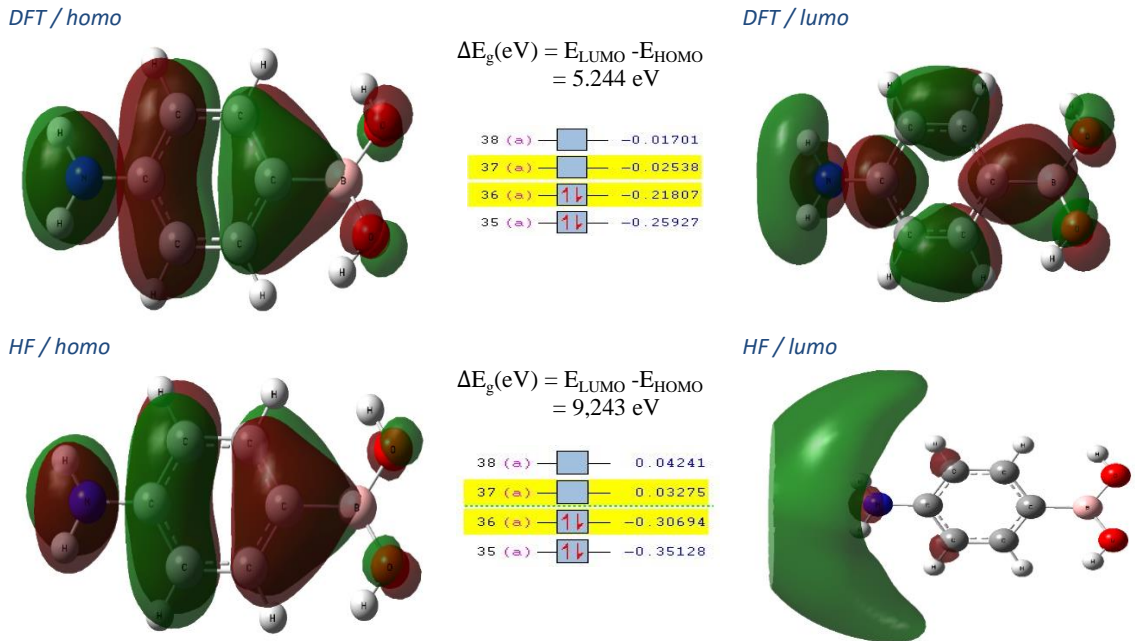 DFT / homo
DFT / lumo
ΔEg(eV) = ELUMO -EHOMO
= 5.244 eV
38 (a) -0.01701
37 (a) -0.02538
36 (a) -0.21807
35 (a) -0.25927
HF / homo
HF / lumo
ΔEg(eV) = ELUMO -EHOMO
= 9,243 eV
38 (a) 0.04241
37 (a) 0.03275
36 (a) -0.30694
35 (a) -0.35128